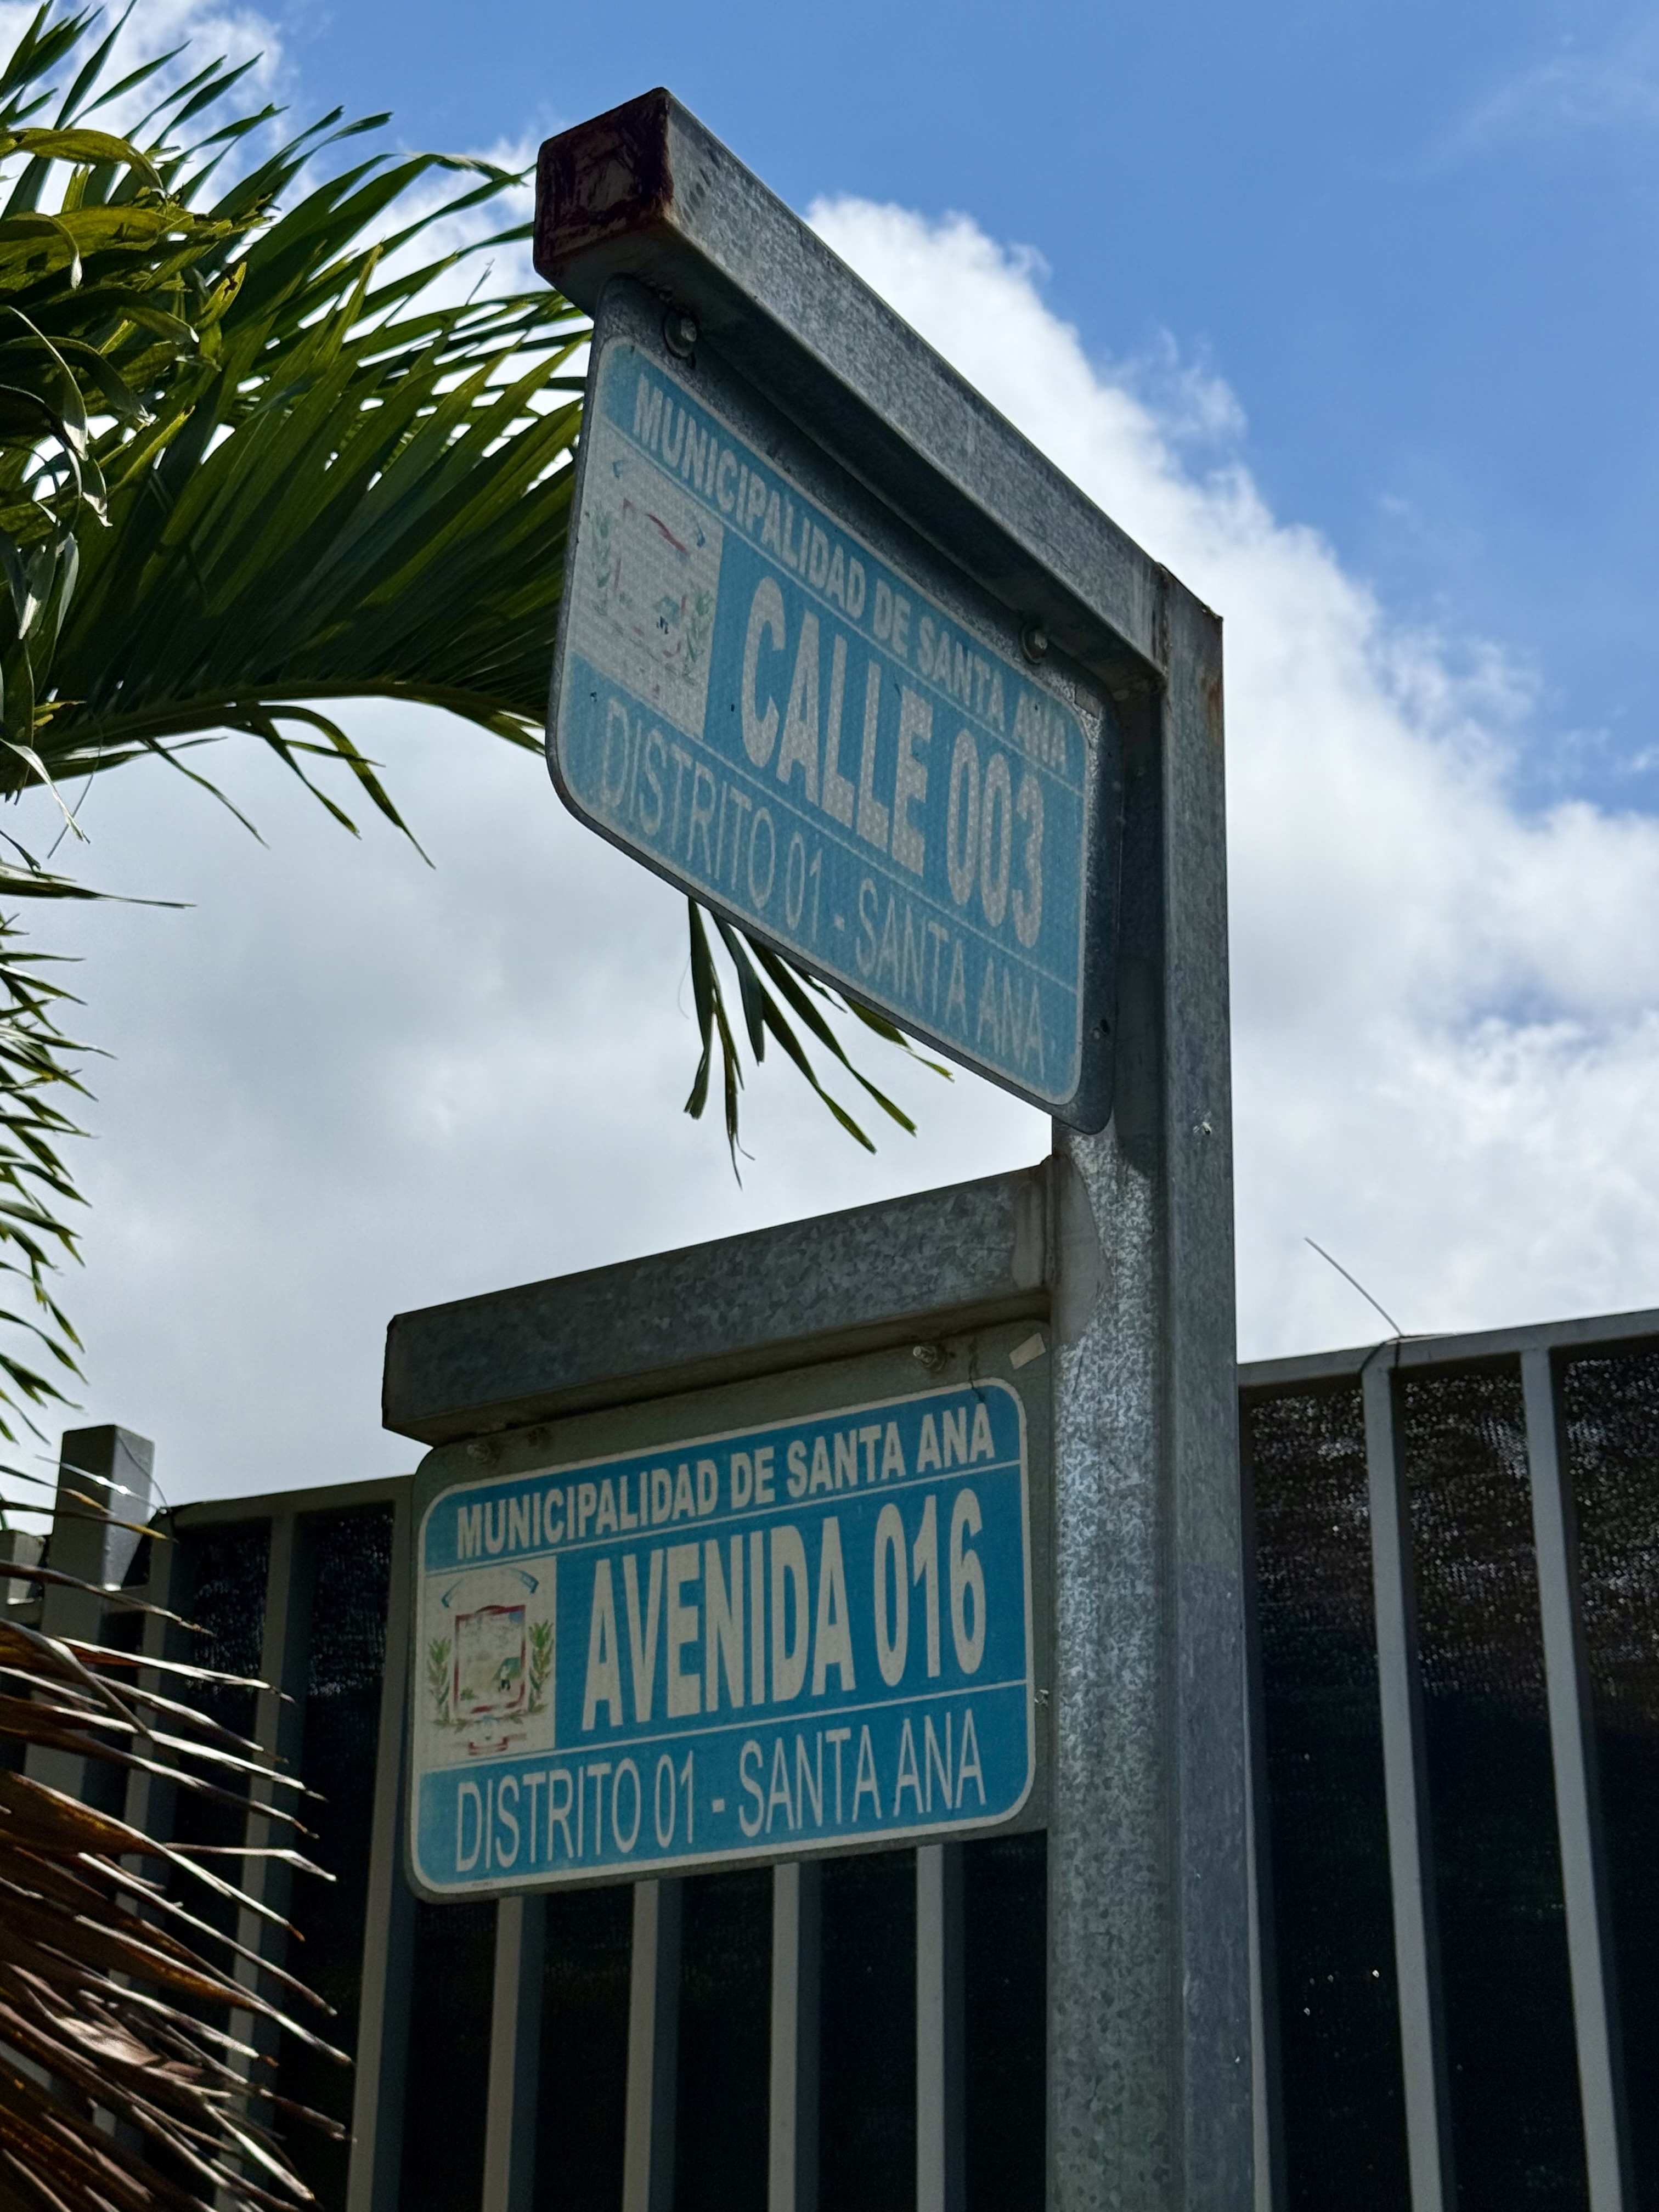 MUNICIPALIDAD DE SANTA ANA
CALLE 003
DISTRITO 01 - SANTA ANA
MUNICIPALIDAD DE SANTA ANA
AVENIDA 016
DISTRITO 01 - SANTA ANA